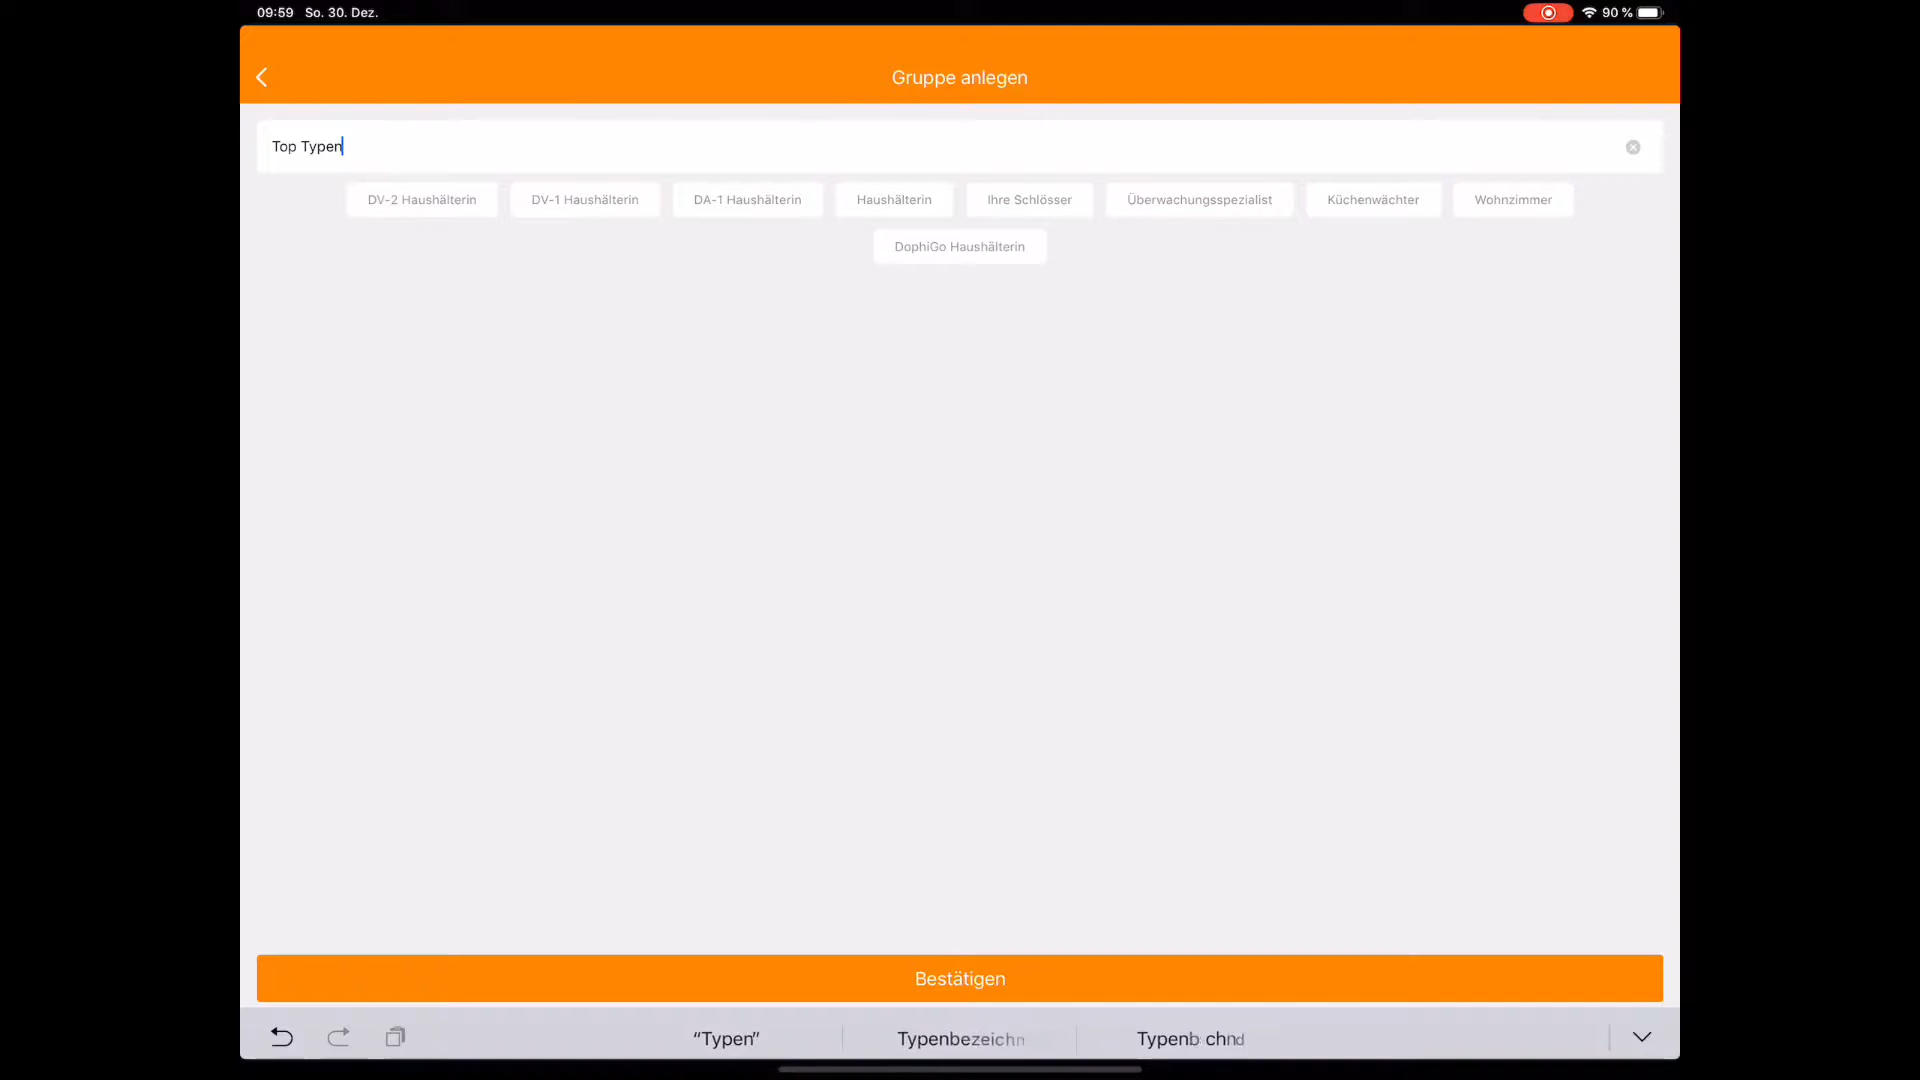 09:59 So. 30. Dez. 90 %
Gruppe anlegen
Top Typen
DV-2 Haushälterin DV-1 Haushälterin DA-1 Haushälterin Haushälterin Ihre Schlösser Überwachungsspezialist Küchenwächter Wohnzimmer
DophiGo Haushälterin
Bestätigen
“Typen” Typenbezeichn